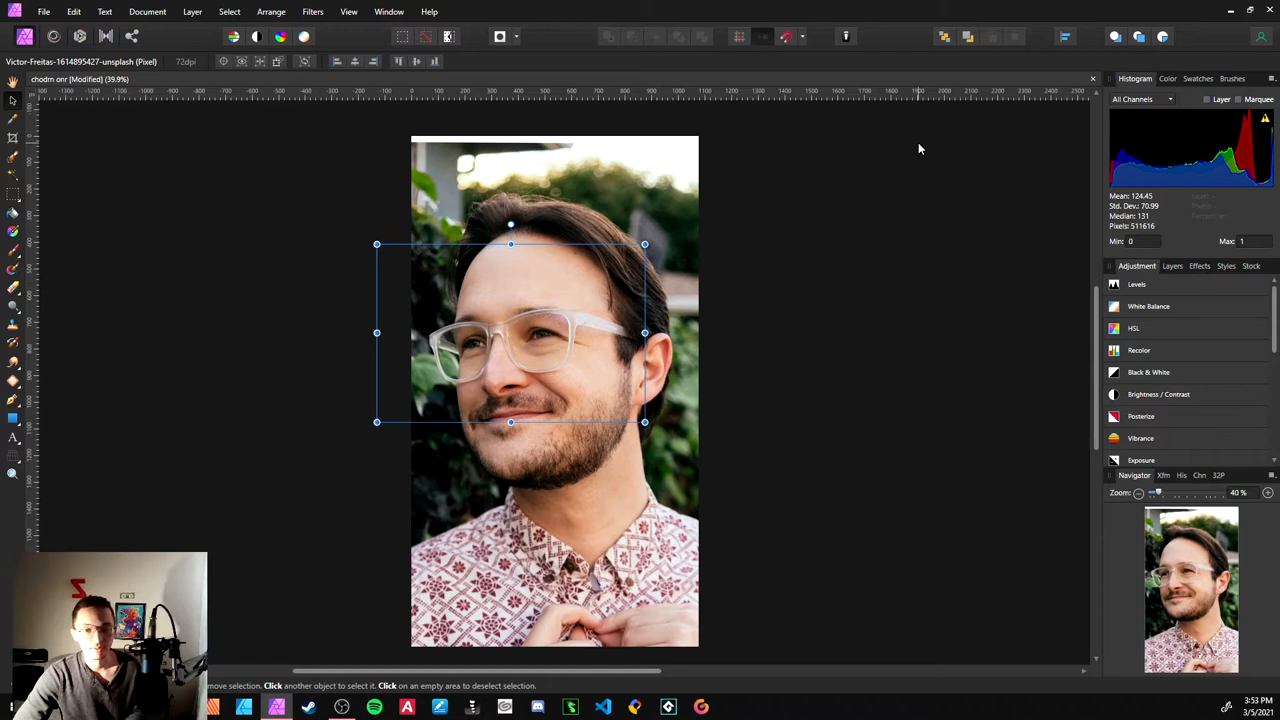 File Edit Text Document Layer Select Arrange Filters View Window Help
Victor-Freitas-1614895427-unsplash (Pixel) 72dpi
chodrn onr [Modified] (39.9%)
Histogram Color Swatches Brushes
All Channels Layer Marquee
Mean: 124.45
Std. Dev.: 70.99
Median: 131
Pixels: 511616
Min: 0 Max: 1
Adjustment Layers Effects Styles Stock
Levels
White Balance
HSL
Recolor
Black & White
Brightness / Contrast
Posterize
Vibrance
Exposure
Navigator Xfm His Chn 32P
Zoom: 40 %
move selection. Click another object to select it. Click on an empty area to deselect selection.
3:53 PM
3/5/2021